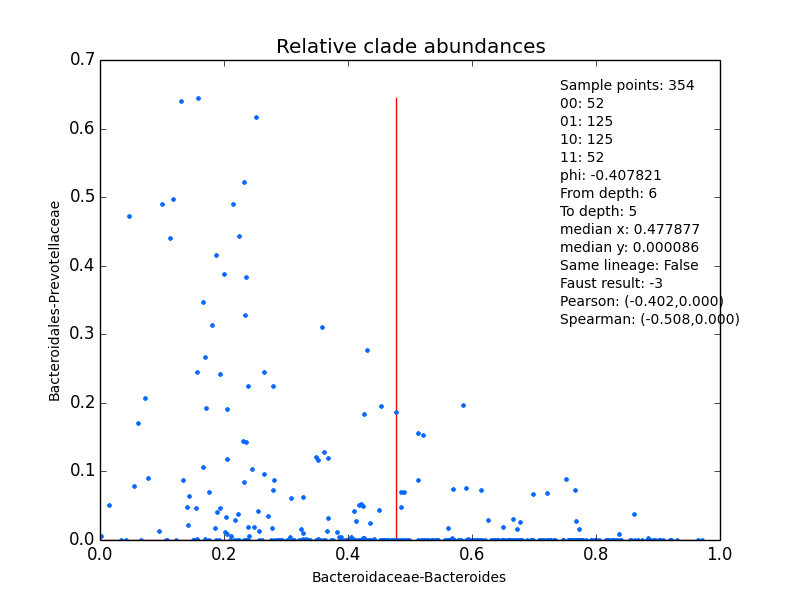 Relative clade abundances
0.7
0.6
0.5
0.4
0.3
0.2
0.1
0.0
Bacteroidales-Prevotellaceae
Sample points: 354
00: 52
01: 125
10: 125
11: 52
phi: -0.407821
From depth: 6
To depth: 5
median x: 0.477877
median y: 0.000086
Same lineage: False
Faust result: -3
Pearson: (-0.402,0.000)
Spearman: (-0.508,0.000)
0.0 0.2 0.4 0.6 0.8 1.0
Bacteroidaceae-Bacteroides